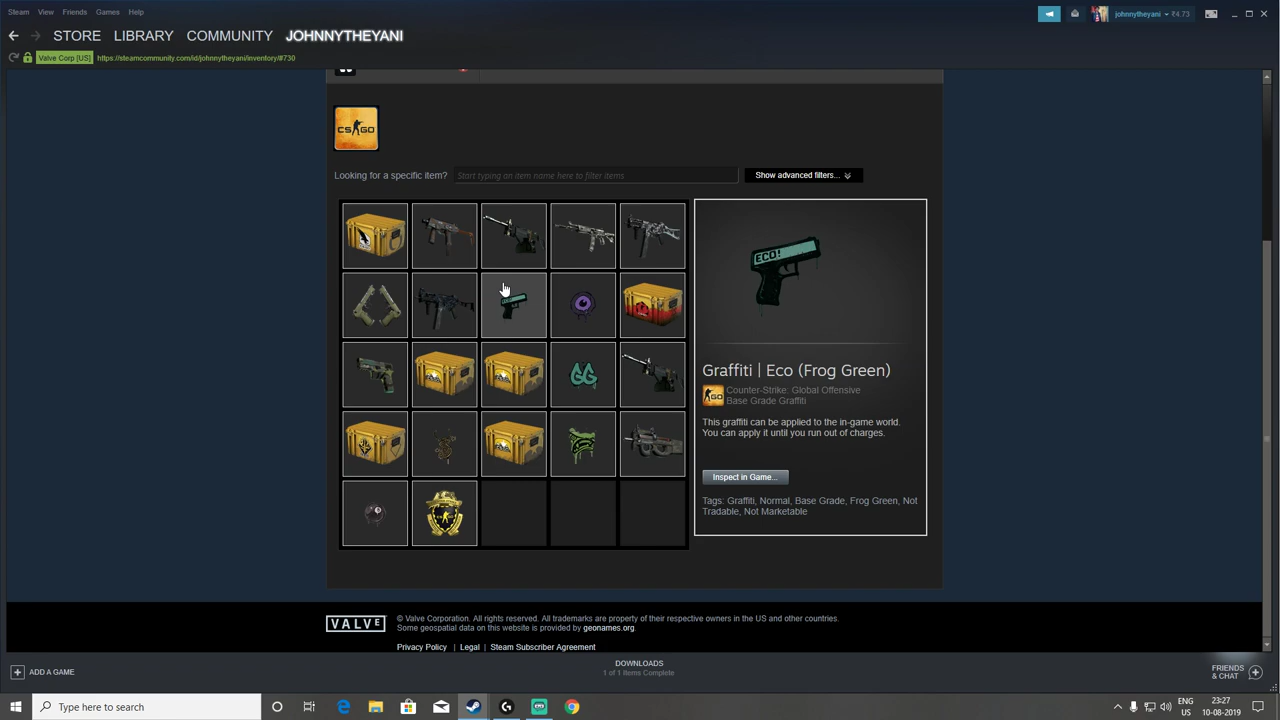 Steam View Friends Games Help
johnnytheyani ₹4.73
STORE LIBRARY COMMUNITY JOHNNYTHEYANI
Valve Corp [US] https://steamcommunity.com/id/johnnytheyani/inventory/#730
CS GO
Looking for a specific item? Start typing an item name here to filter items Show advanced filters...
ECO!
Graffiti | Eco (Frog Green)
Counter-Strike: Global Offensive
Base Grade Graffiti
This graffiti can be applied to the in-game world.
You can apply it until you run out of charges.
Inspect in Game...
Tags: Graffiti, Normal, Base Grade, Frog Green, Not
Tradable, Not Marketable
VALVE
© Valve Corporation. All rights reserved. All trademarks are property of their respective owners in the US and other countries.
Some geospatial data on this website is provided by geonames.org.
Privacy Policy | Legal | Steam Subscriber Agreement
ADD A GAME
DOWNLOADS
1 of 1 Items Complete
FRIENDS
& CHAT
Type here to search
ENG
US
23:27
10-08-2019